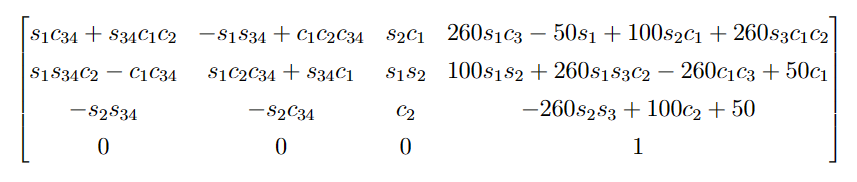 s₁c₃₄ + s₃₄c₁c₂ −s₁s₃₄ + c₁c₂c₃₄ s₂c₁ 260s₁c₃ − 50s₁ + 100s₂c₁ + 260s₃c₁c₂
s₁s₃₄c₂ − c₁c₃₄ s₁c₂c₃₄ + s₃₄c₁ s₁s₂ 100s₁s₂ + 260s₁s₃c₂ − 260c₁c₃ + 50c₁
−s₂s₃₄ −s₂c₃₄ c₂ −260s₂s₃ + 100c₂ + 50
0 0 0 1